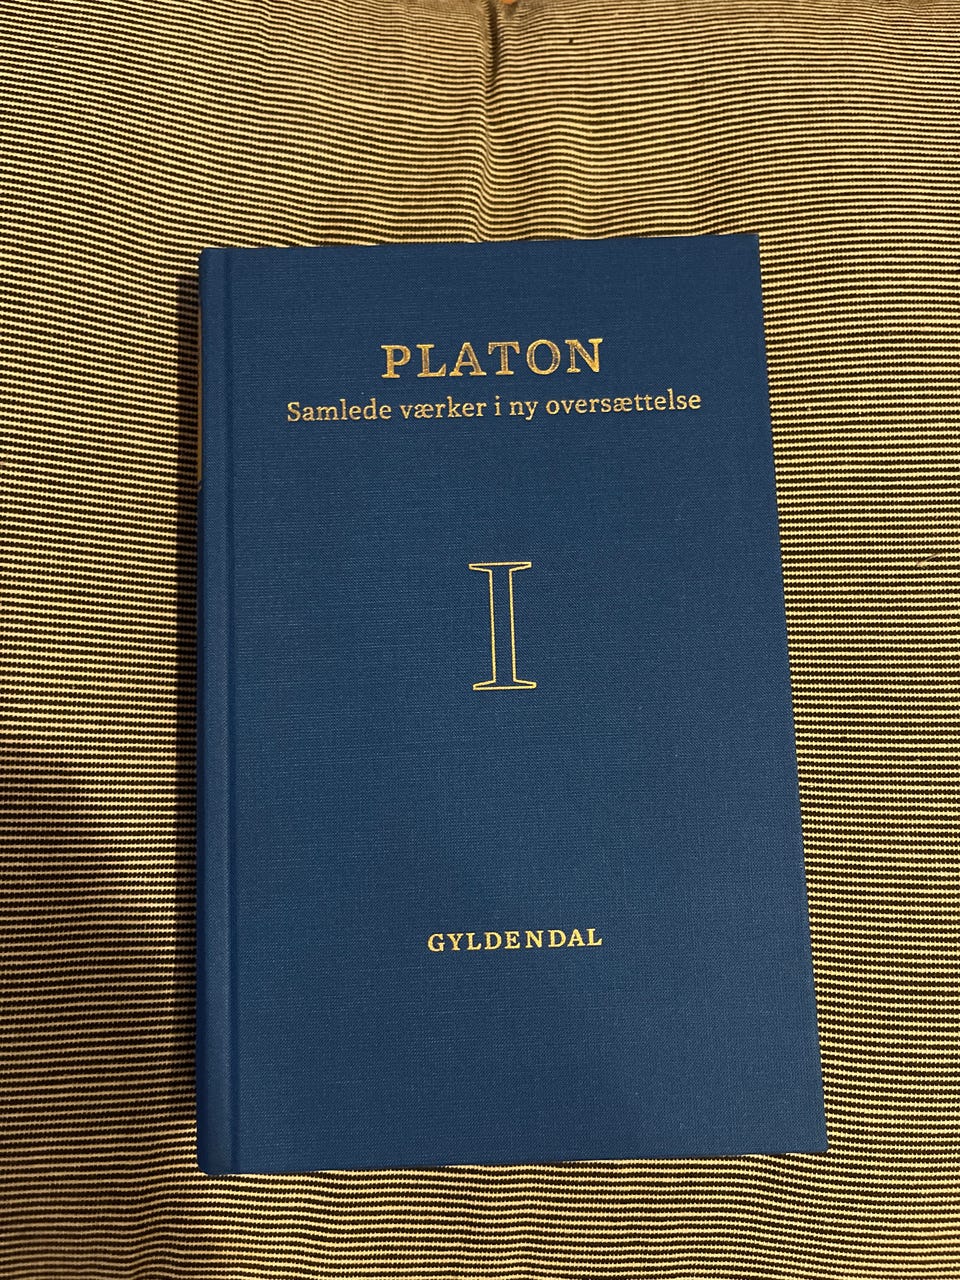 PLATON
Samlede værker i ny oversættelse
I
GYLDENDAL